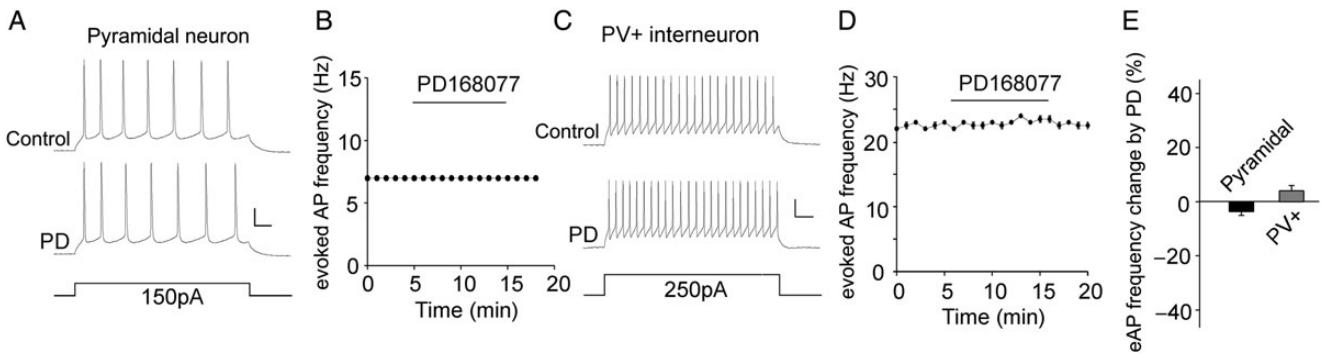 A
Pyramidal neuron
Control
PD
150pA
B
evoked AP frequency (Hz)
15
10
5
0
PD168077
0 5 10 15 20
Time (min)
C
PV+ interneuron
Control
PD
250pA
D
evoked AP frequency (Hz)
30
20
10
0
PD168077
0 5 10 15 20
Time (min)
E
eAP frequency change by PD (%)
40
20
0
−20
−40
Pyramidal
PV+